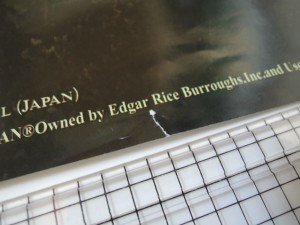 L (JAPAN)
AN®Owned by Edgar Rice Burroughs,Inc.and Use